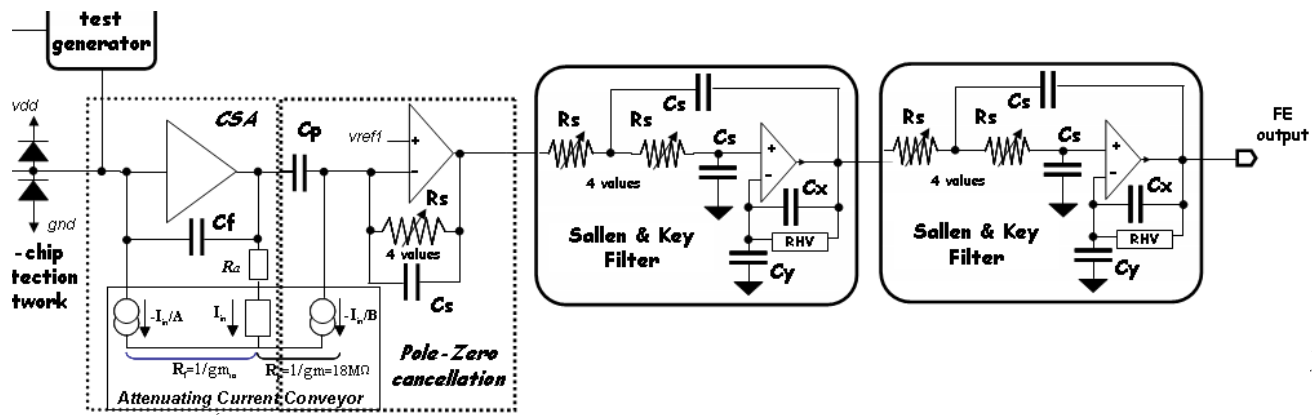 test
generator
vdd
gnd
-chip
tection
twork
CSA
Cf
Ra
-Iin/A
Iin
-Iin/B
Rf=1/gm
R =1/gm=18MΩ
Attenuating Current Conveyor
Cp
vref1
+
-
Rs
4 values
Cs
Pole-Zero
cancellation
Rs
Rs
4 values
Cs
Cs
+
-
Cx
RHV
Cy
Sallen & Key
Filter
Rs
Rs
4 values
Cs
Cs
+
-
Cx
RHV
Cy
Sallen & Key
Filter
FE
output